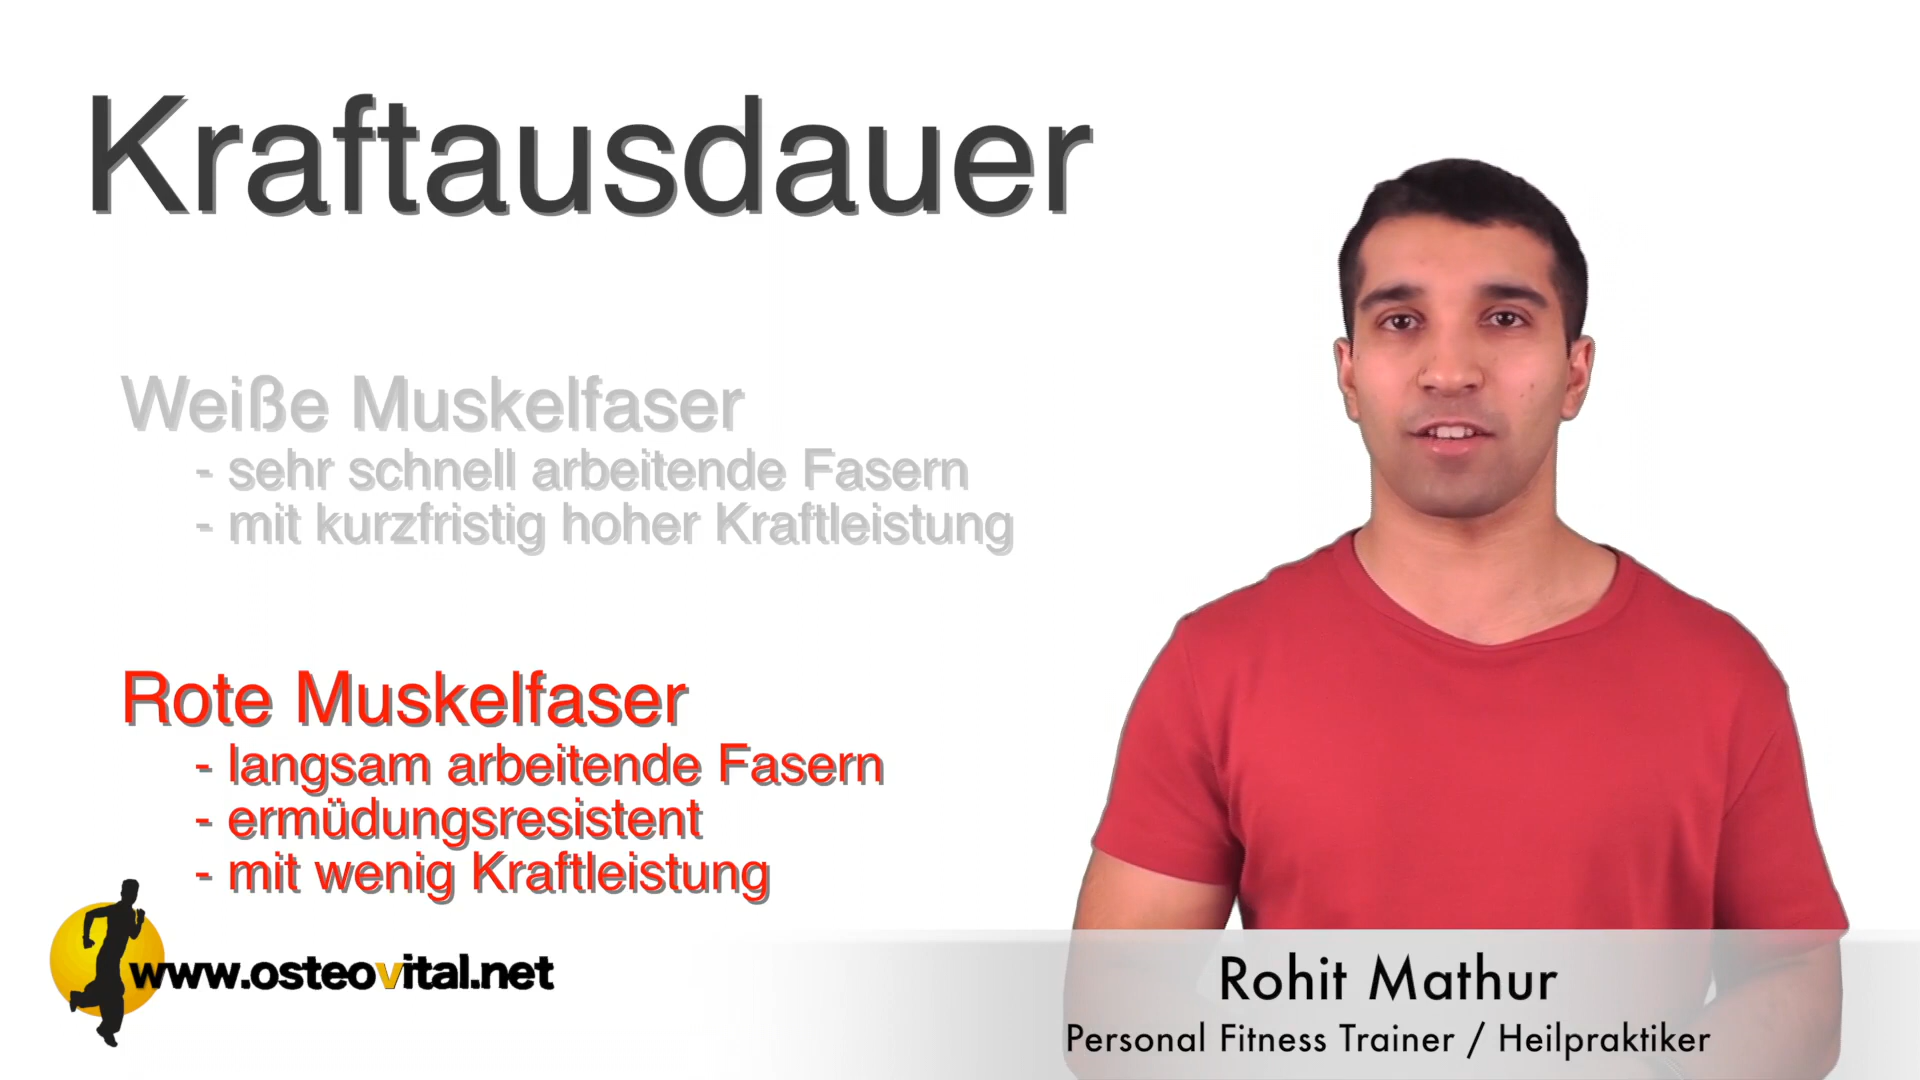 Kraftausdauer
Weiße Muskelfaser
- sehr schnell arbeitende Fasern
- mit kurzfristig hoher Kraftleistung
Rote Muskelfaser
- langsam arbeitende Fasern
- ermüdungsresistent
- mit wenig Kraftleistung
www.osteovital.net
Rohit Mathur
Personal Fitness Trainer / Heilpraktiker